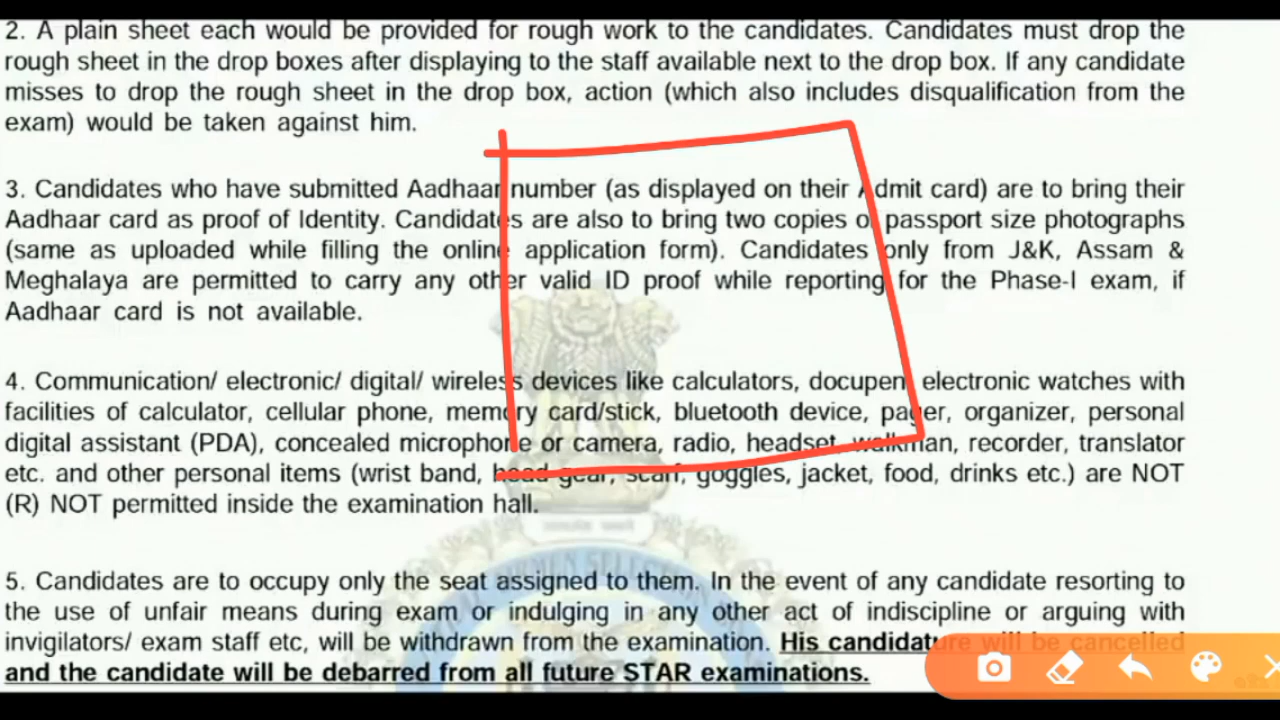 2. A plain sheet each would be provided for rough work to the candidates. Candidates must drop the
rough sheet in the drop boxes after displaying to the staff available next to the drop box. If any candidate
misses to drop the rough sheet in the drop box, action (which also includes disqualification from the
exam) would be taken against him.
3. Candidates who have submitted Aadhaar number (as displayed on their Admit card) are to bring their
Aadhaar card as proof of Identity. Candidates are also to bring two copies of passport size photographs
(same as uploaded while filling the online application form). Candidates only from J&K, Assam &
Meghalaya are permitted to carry any other valid ID proof while reporting for the Phase-I exam, if
Aadhaar card is not available.
4. Communication/ electronic/ digital/ wireless devices like calculators, docupen, electronic watches with
facilities of calculator, cellular phone, memory card/stick, bluetooth device, pager, organizer, personal
digital assistant (PDA), concealed microphone or camera, radio, headset, walkman, recorder, translator
etc. and other personal items (wrist band, head gear, scarf, goggles, jacket, food, drinks etc.) are NOT
(R) NOT permitted inside the examination hall.
5. Candidates are to occupy only the seat assigned to them. In the event of any candidate resorting to
the use of unfair means during exam or indulging in any other act of indiscipline or arguing with
invigilators/ exam staff etc, will be withdrawn from the examination. His candidature will be cancelled
and the candidate will be debarred from all future STAR examinations.